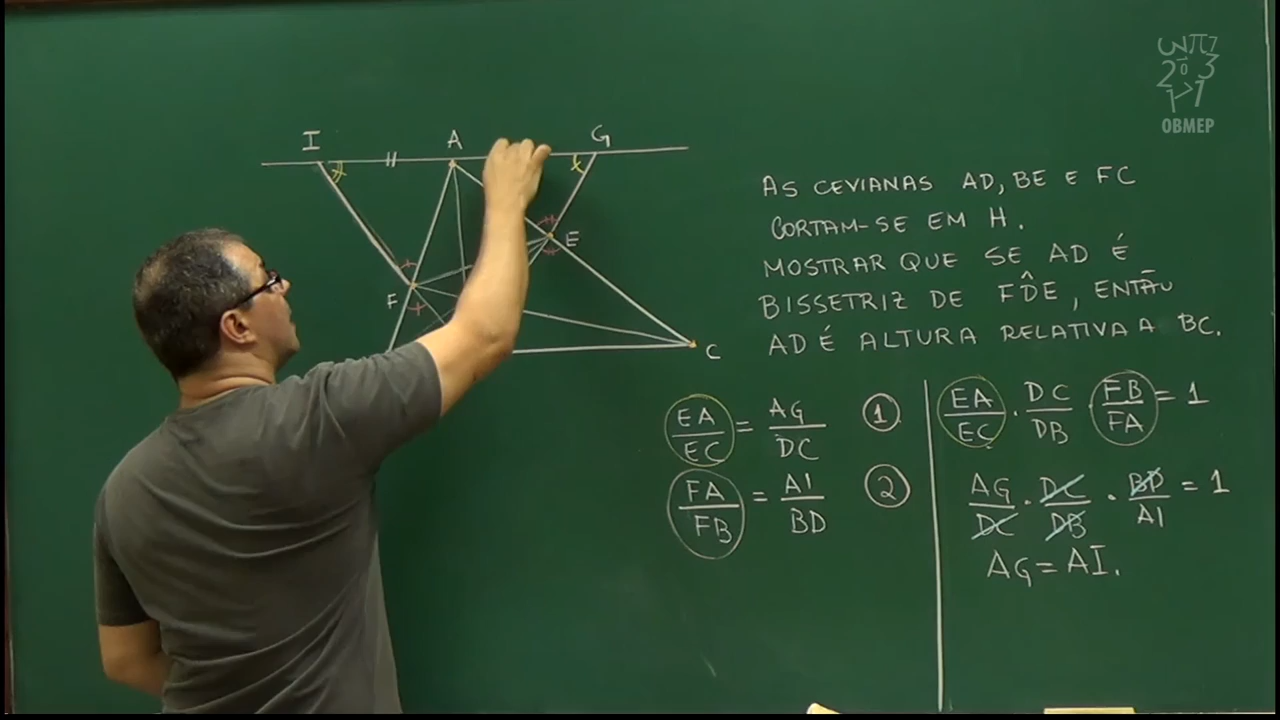 I A G
E
F
C
AS CEVIANAS AD, BE E FC
CORTAM-SE EM H.
MOSTRAR QUE SE AD É
BISSETRIZ DE FD̂E, ENTÃO
AD É ALTURA RELATIVA A BC.
EA/EC = AG/DC 1
FA/FB = AI/BD 2
EA/EC · DC/DB · FB/FA = 1
AG/DC · DC/DB · BD/AI = 1
AG = AI.
OBMEP